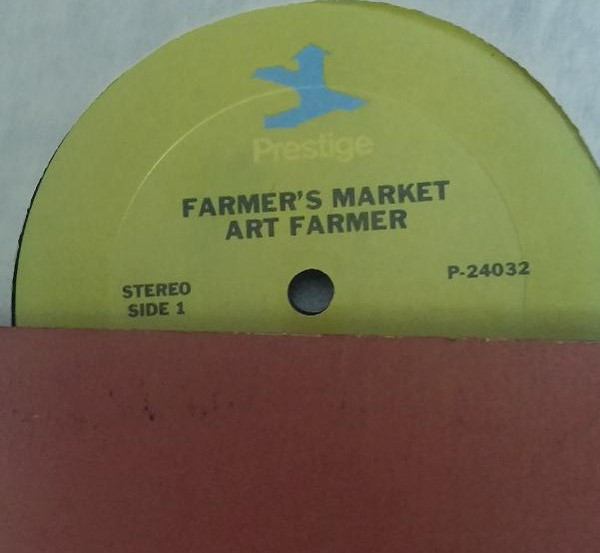 Prestige
FARMER'S MARKET
ART FARMER
P-24032
STEREO
SIDE 1